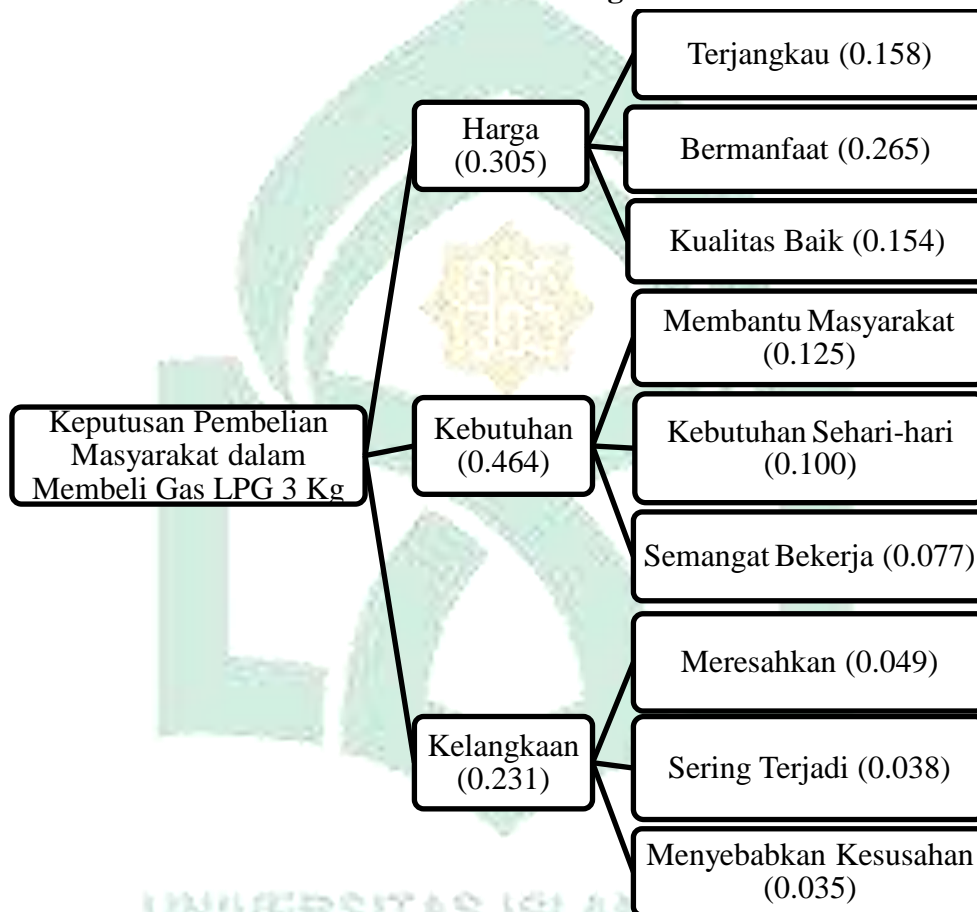 Keputusan Pembelian
Masyarakat dalam
Membeli Gas LPG 3 Kg
Harga
(0.305)
Terjangkau (0.158)
Bermanfaat (0.265)
Kualitas Baik (0.154)
Kebutuhan
(0.464)
Membantu Masyarakat
(0.125)
Kebutuhan Sehari-hari
(0.100)
Semangat Bekerja (0.077)
Kelangkaan
(0.231)
Meresahkan (0.049)
Sering Terjadi (0.038)
Menyebabkan Kesusahan
(0.035)